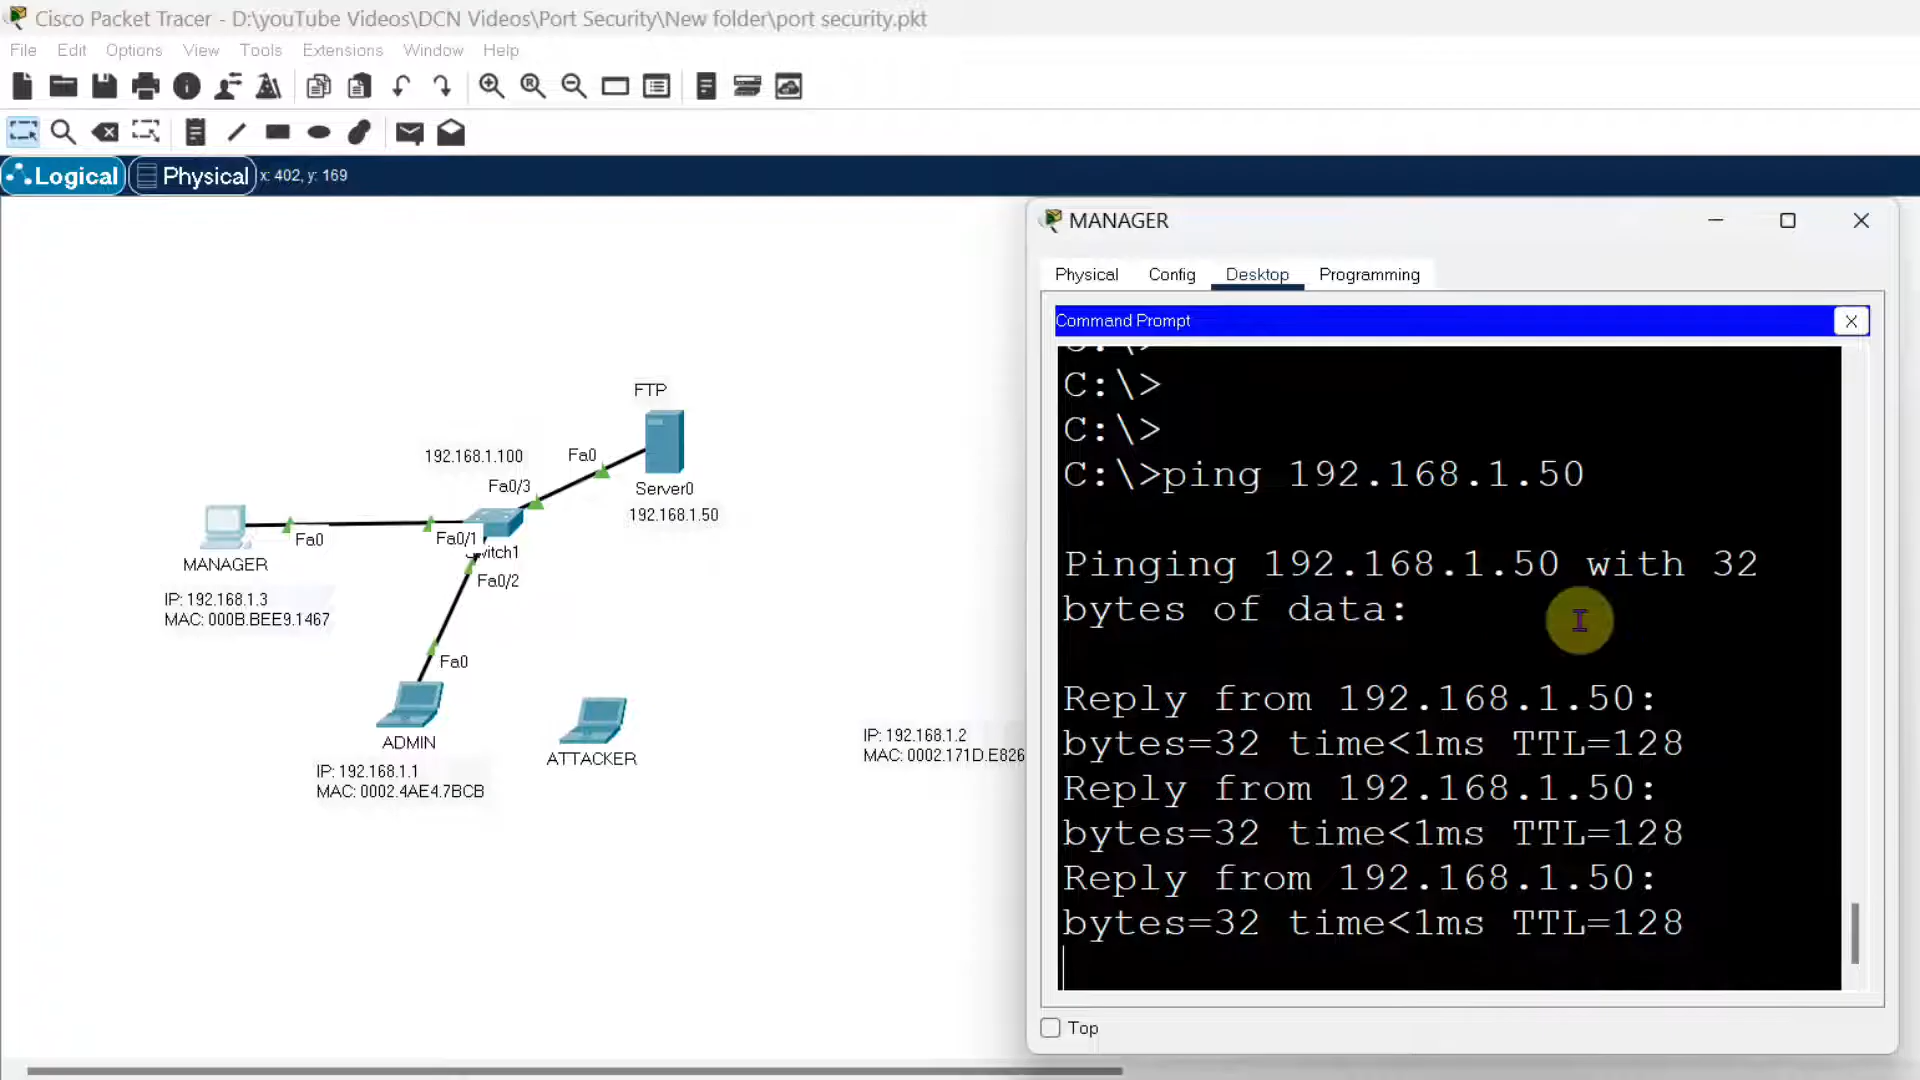 Cisco Packet Tracer - D:\youTube Videos\DCN Videos\Port Security\New folder\port security.pkt
File Edit Options View Tools Extensions Window Help
Logical Physical x: 402, y: 169
FTP
192.168.1.100
Fa0
Fa0/3
Server0
192.168.1.50
Fa0
Fa0/1
witch1
MANAGER
Fa0/2
IP: 192.168.1.3
MAC: 000B.BEE9.1467
Fa0
ADMIN
ATTACKER
IP: 192.168.1.1
MAC: 0002.4AE4.7BCB
IP: 192.168.1.2
MAC: 0002.171D.E826
MANAGER
Physical Config Desktop Programming
Command Prompt X
C:\>
C:\>
C:\>ping 192.168.1.50
Pinging 192.168.1.50 with 32
bytes of data:
Reply from 192.168.1.50:
bytes=32 time<1ms TTL=128
Reply from 192.168.1.50:
bytes=32 time<1ms TTL=128
Reply from 192.168.1.50:
bytes=32 time<1ms TTL=128
Top